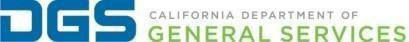 DGS CALIFORNIA DEPARTMENT OF
GENERAL SERVICES